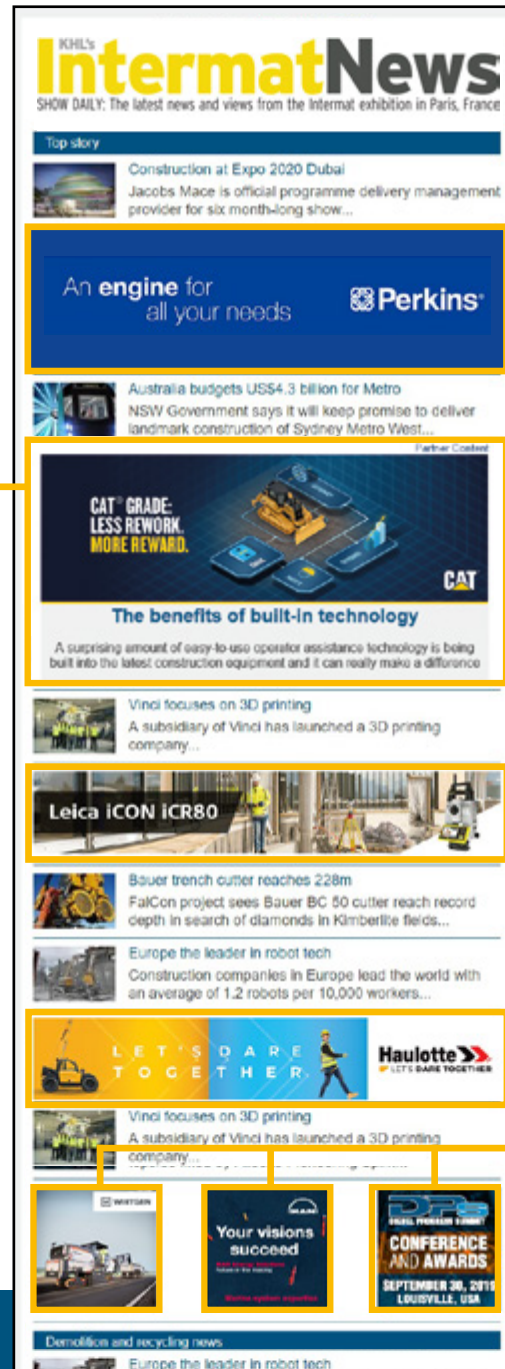 KHL's
IntermatNews
SHOW DAILY: The latest news and views from the Intermat exhibition in Paris, France
Top story
Construction at Expo 2020 Dubai
Jacobs Mace is official programme delivery management
provider for six month-long show...
An engine for
all your needs
Perkins
Australia budgets US$4.3 billion for Metro
NSW Government says it will keep promise to deliver
landmark construction of Sydney Metro West...
Partner Content
CAT® GRADE:
LESS REWORK.
MORE REWARD.
CAT
The benefits of built-in technology
A surprising amount of easy-to-use operator assistance technology is being
built into the latest construction equipment and it can really make a difference
Vinci focuses on 3D printing
A subsidiary of Vinci has launched a 3D printing
company...
Leica iCON iCR80
Bauer trench cutter reaches 228m
FalCon project sees Bauer BC 50 cutter reach record
depth in search of diamonds in Kimberlite fields...
Europe the leader in robot tech
Construction companies in Europe lead the world with
an average of 1.2 robots per 10,000 workers...
LET'S DARE
TOGETHER
Haulotte
LET'S DARE TOGETHER
Vinci focuses on 3D printing
A subsidiary of Vinci has launched a 3D printing
company...
WIRTGEN
MAN
Your visions
succeed
DPS
CONFERENCE
AND AWARDS
SEPTEMBER 30, 2019
LOUISVILLE, USA
Demolition and recycling news
Europe the leader in robot tech